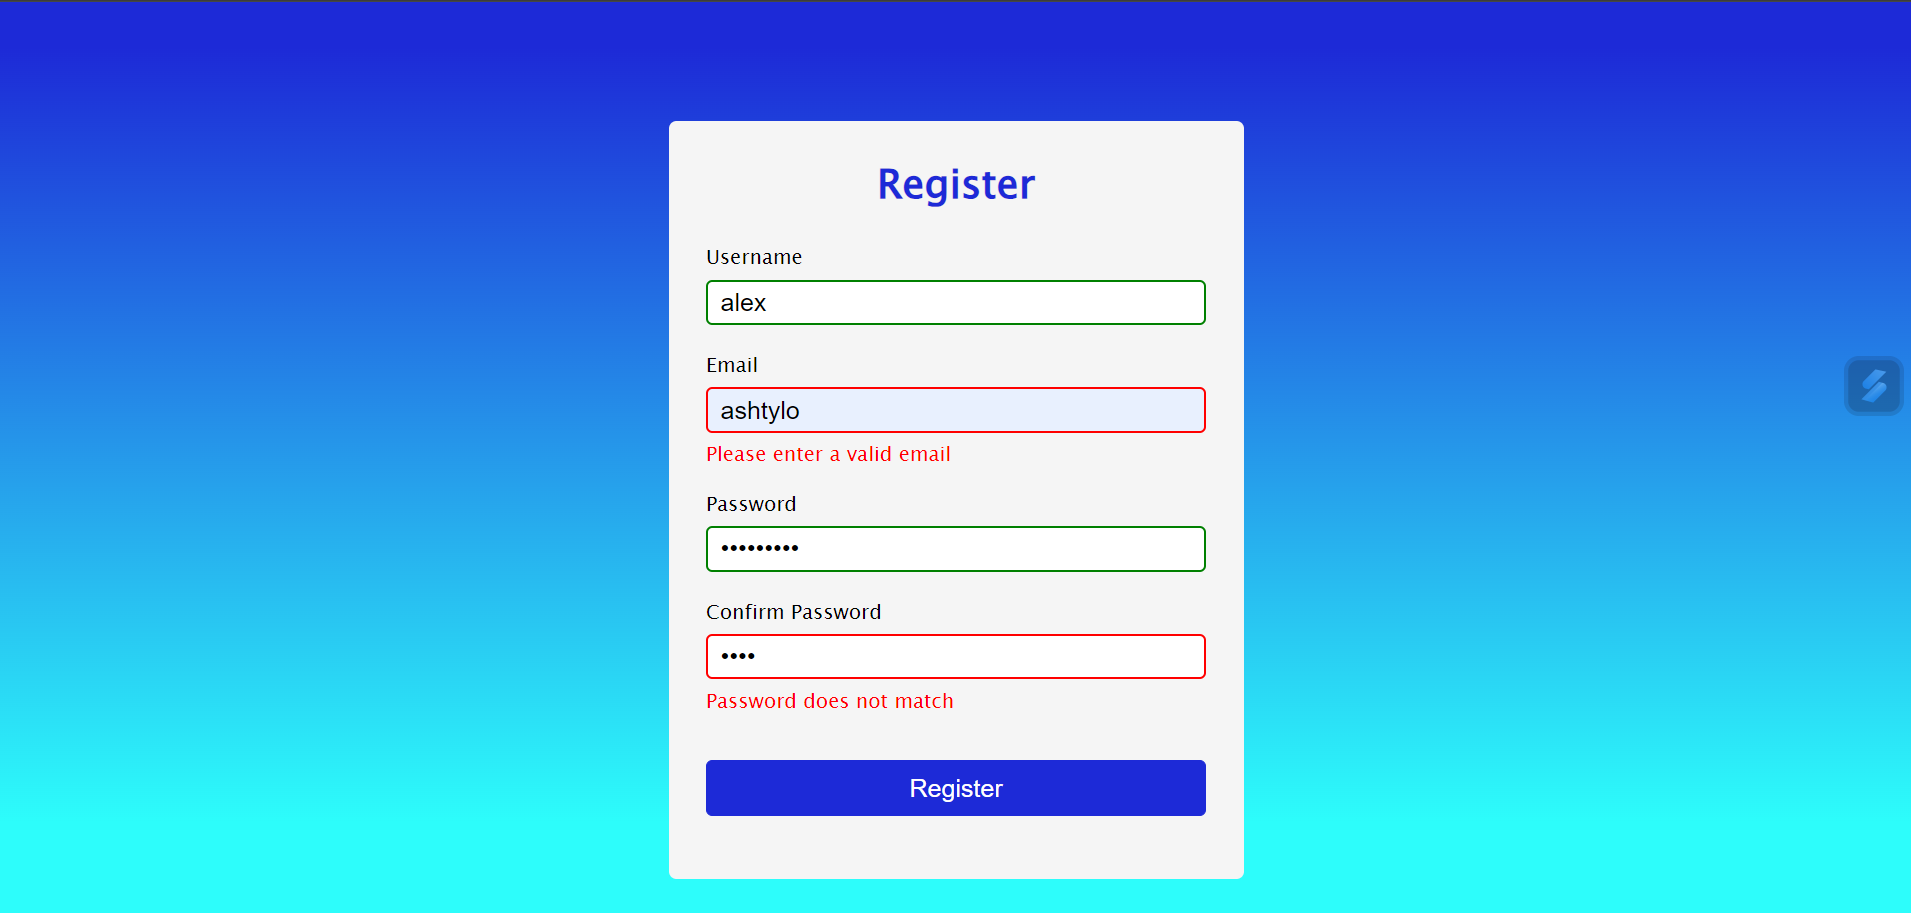 Register
Username
alex
Email
ashtylo
Please enter a valid email
Password
•••••••••
Confirm Password
••••
Password does not match
Register